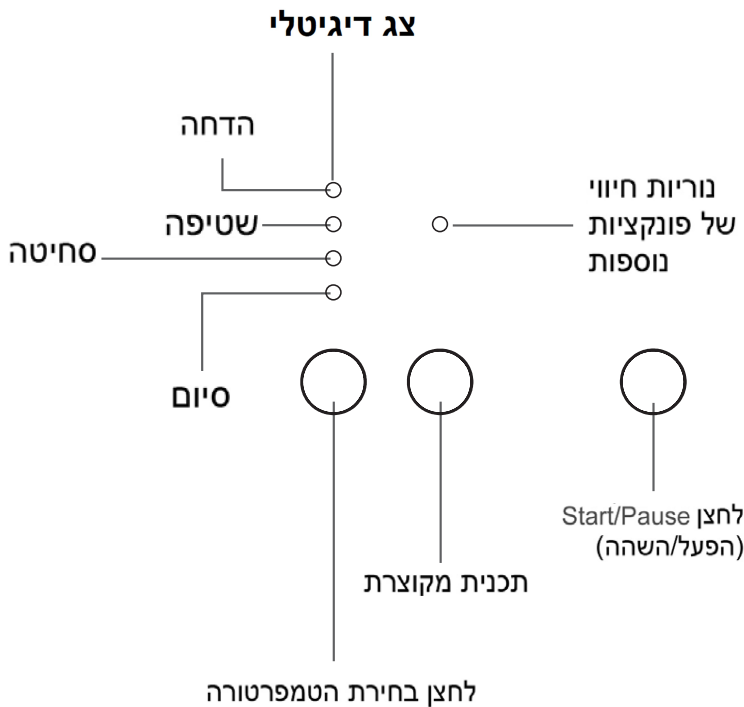 צג דיגיטלי
הדחה
נוריות חיווי
של פונקציות
נוספות
שטיפה
סחיטה
סיום
לחצן Start/Pause
(הפעל/השהה)
תכנית מקוצרת
לחצן בחירת הטמפרטורה